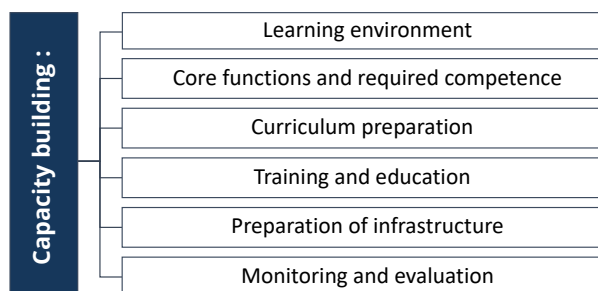 Capacity building :
Learning environment
Core functions and required competence
Curriculum preparation
Training and education
Preparation of infrastructure
Monitoring and evaluation